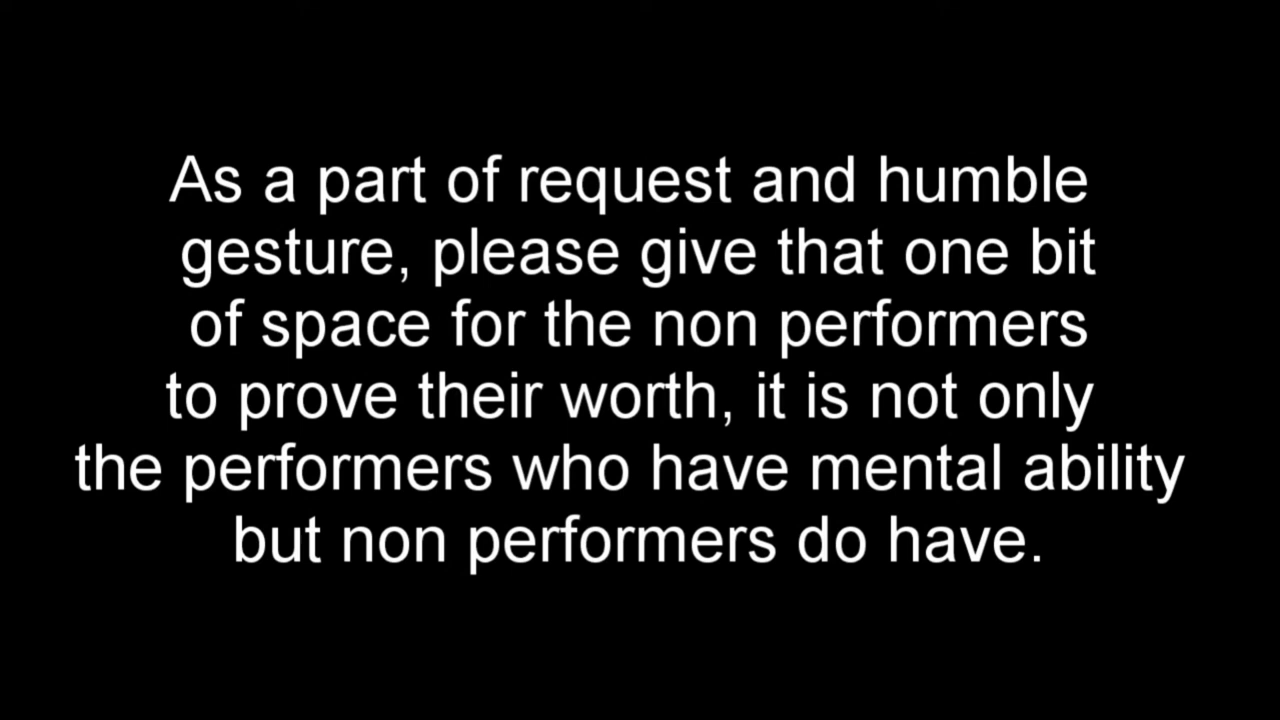 As a part of request and humble
gesture, please give that one bit
of space for the non performers
to prove their worth, it is not only
the performers who have mental ability
but non performers do have.